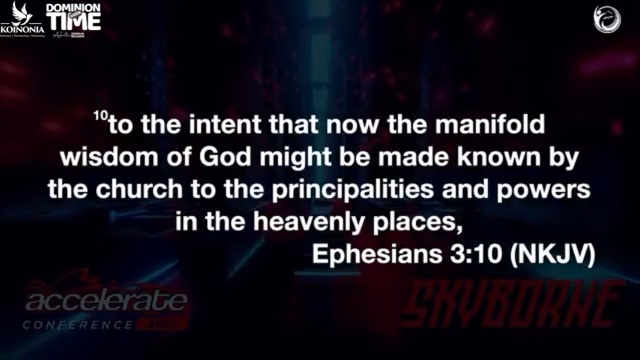 KOINONIA
DOMINION
TIME
10to the intent that now the manifold
wisdom of God might be made known by
the church to the principalities and powers
in the heavenly places,
Ephesians 3:10 (NKJV)
accelerate
CONFERENCE
SKYBORNE